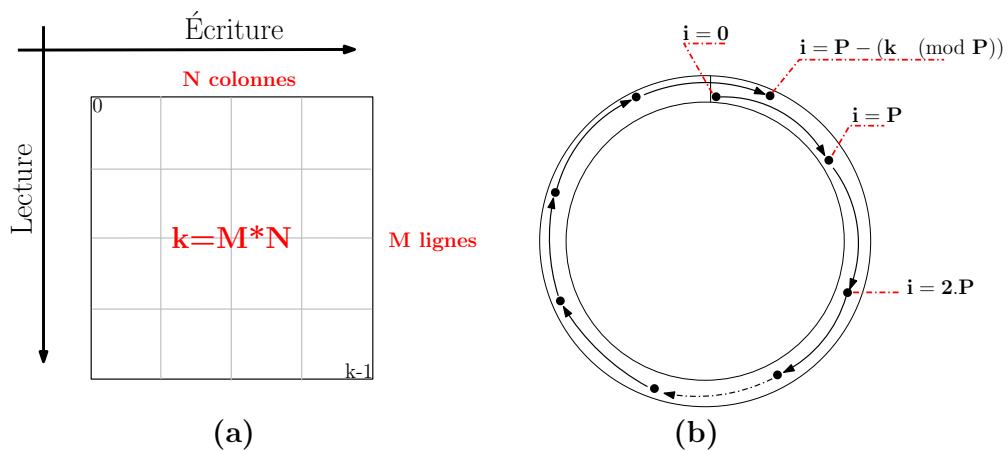 Écriture
N colonnes
0
Lecture
k=M*N
M lignes
k-1
(a)
i = 0
i = P − (k (mod P))
i = P
i = 2.P
(b)